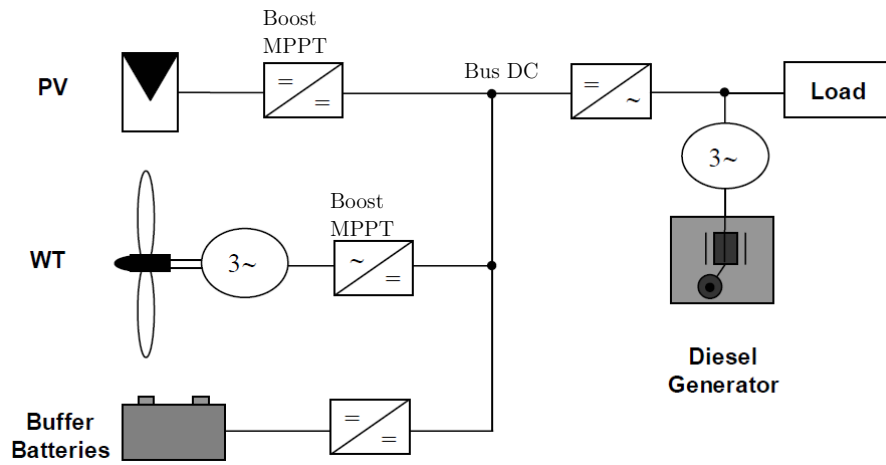 Boost
MPPT
PV
=
=
Bus DC
=
~
Load
3~
Boost
MPPT
WT
3~
~
=
Diesel
Generator
Buffer
Batteries
=
=